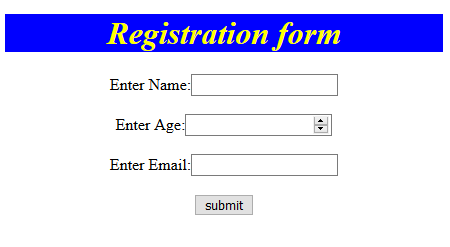 Registration form
Enter Name:
Enter Age:
Enter Email:
submit